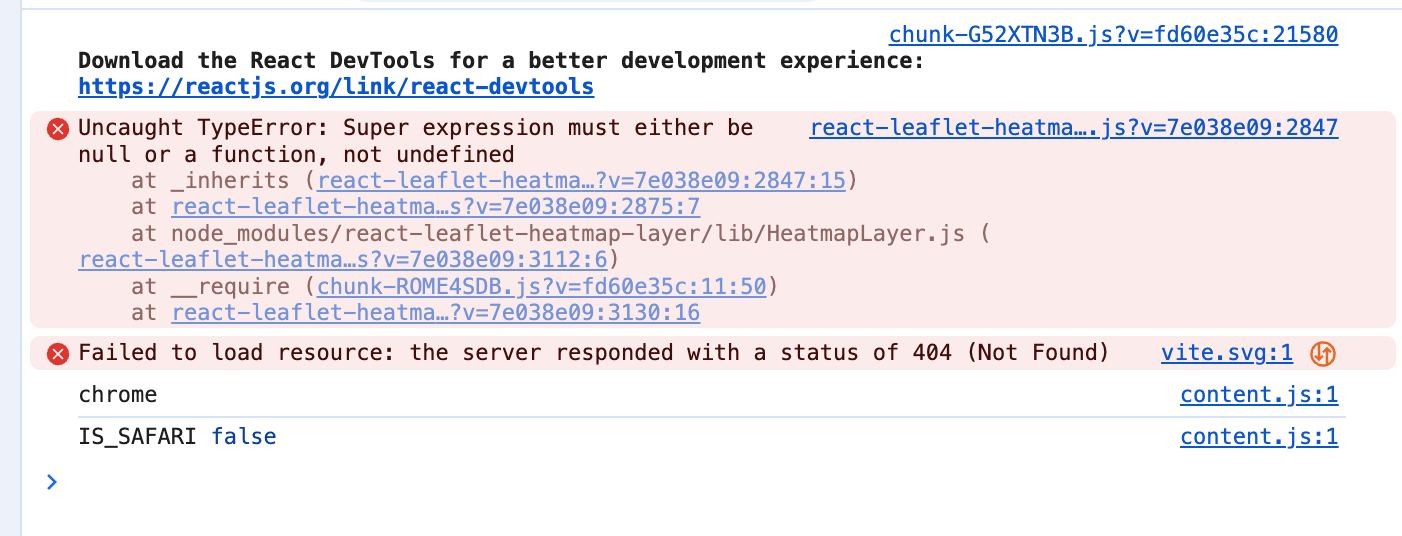 chunk-G52XTN3B.js?v=fd60e35c:21580
Download the React DevTools for a better development experience:
https://reactjs.org/link/react-devtools
Uncaught TypeError: Super expression must either be react-leaflet-heatma….js?v=7e038e09:2847
null or a function, not undefined
at _inherits (react-leaflet-heatma…?v=7e038e09:2847:15)
at react-leaflet-heatma…s?v=7e038e09:2875:7
at node_modules/react-leaflet-heatmap-layer/lib/HeatmapLayer.js (
react-leaflet-heatma…s?v=7e038e09:3112:6)
at __require (chunk-ROME4SDB.js?v=fd60e35c:11:50)
at react-leaflet-heatma…?v=7e038e09:3130:16
Failed to load resource: the server responded with a status of 404 (Not Found) vite.svg:1
chrome content.js:1
IS_SAFARI false content.js:1